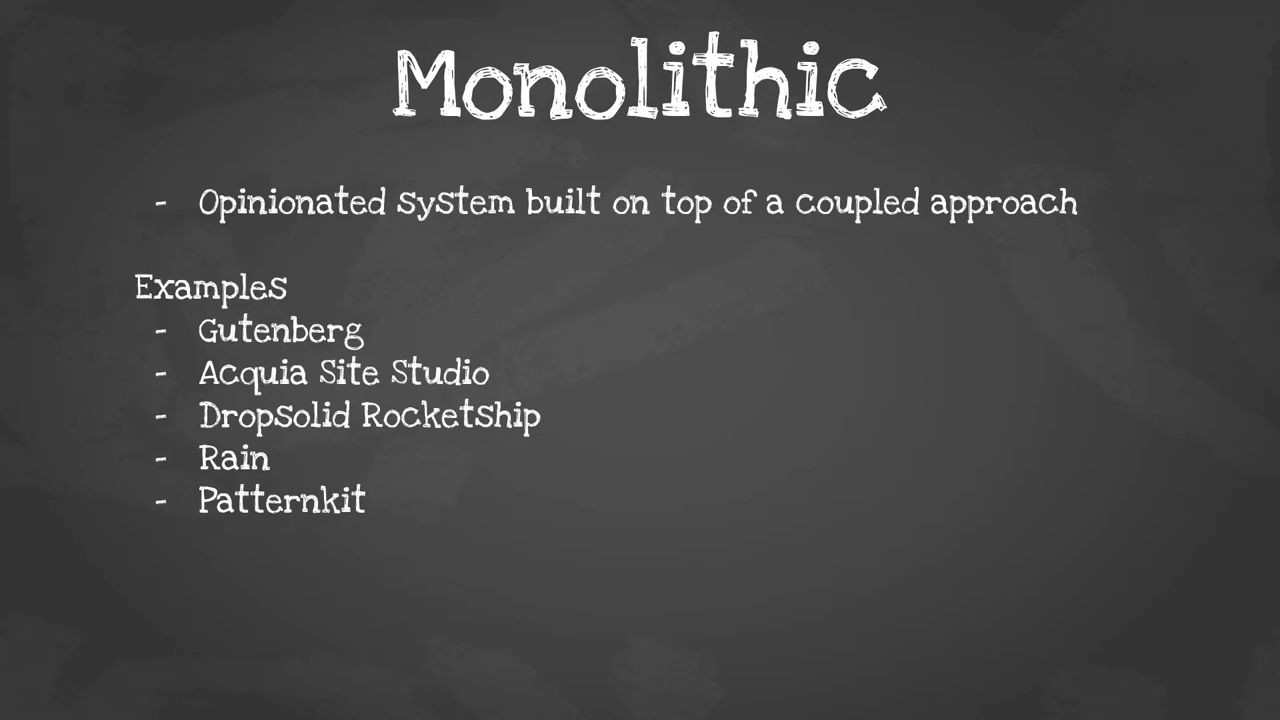 Monolithic
- Opinionated system built on top of a coupled approach
Examples
- Gutenberg
- Acquia Site Studio
- Dropsolid Rocketship
- Rain
- Patternkit